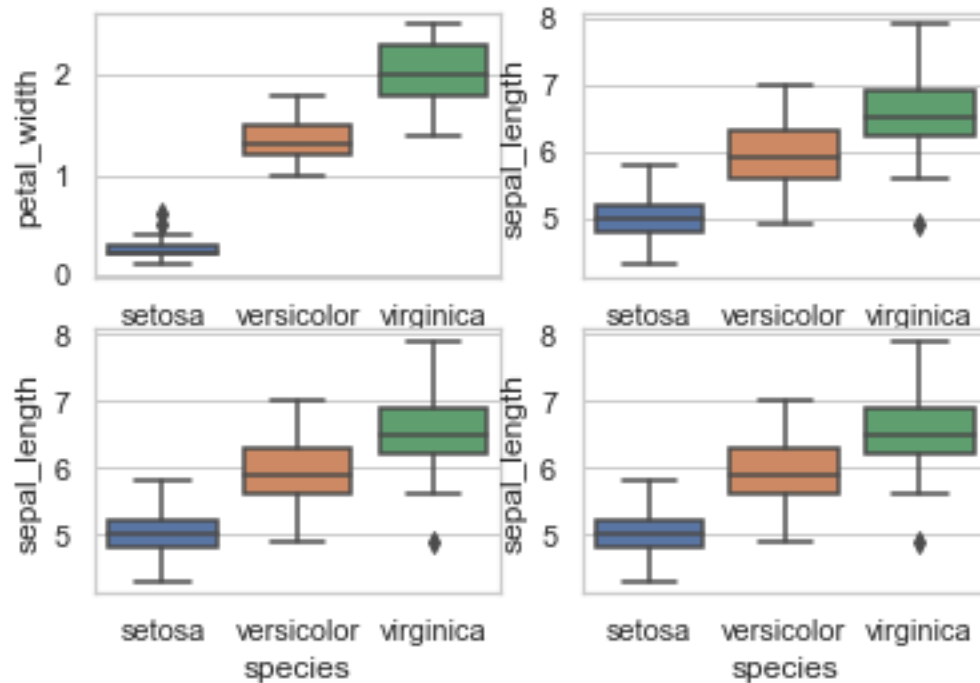 petal_width
2
1
0
setosa versicolor virginica
sepal_length
8
7
6
5
setosa versicolor virginica
sepal_length
8
7
6
5
setosa versicolor virginica
species
sepal_length
8
7
6
5
setosa versicolor virginica
species